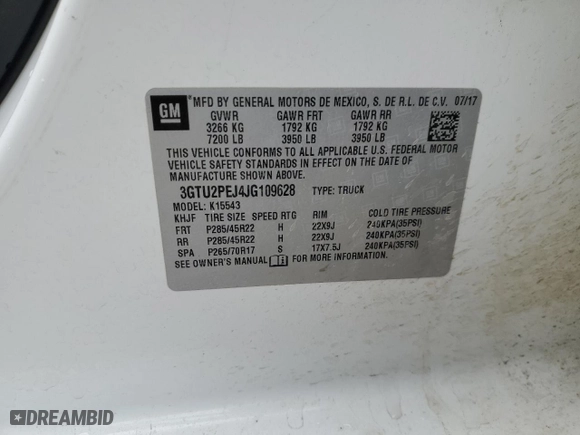 GM
MFD BY GENERAL MOTORS DE MEXICO, S. DE R.L. DE C.V. 07/17
GVWR GAWR FRT GAWR RR
3266 KG 1792 KG 1792 KG
7200 LB 3950 LB 3950 LB
THIS VEHICLE CONFORMS TO ALL APPLICABLE U.S. FEDERAL MOTOR
VEHICLE SAFETY STANDARDS IN EFFECT ON THE DATE OF
MANUFACTURE SHOWN ABOVE.
3GTU2PEJ4JG109628 TYPE: TRUCK
MODEL: K15543
KHJF TIRE SIZE SPEED RTG RIM COLD TIRE PRESSURE
FRT P285/45R22 H 22X9J 240KPA(35PSI)
RR P285/45R22 H 22X9J 240KPA(35PSI)
SPA P265/70R17 S 17X7.5J 240KPA(35PSI)
SEE OWNER'S MANUAL FOR MORE INFORMATION.
© DREAMBID